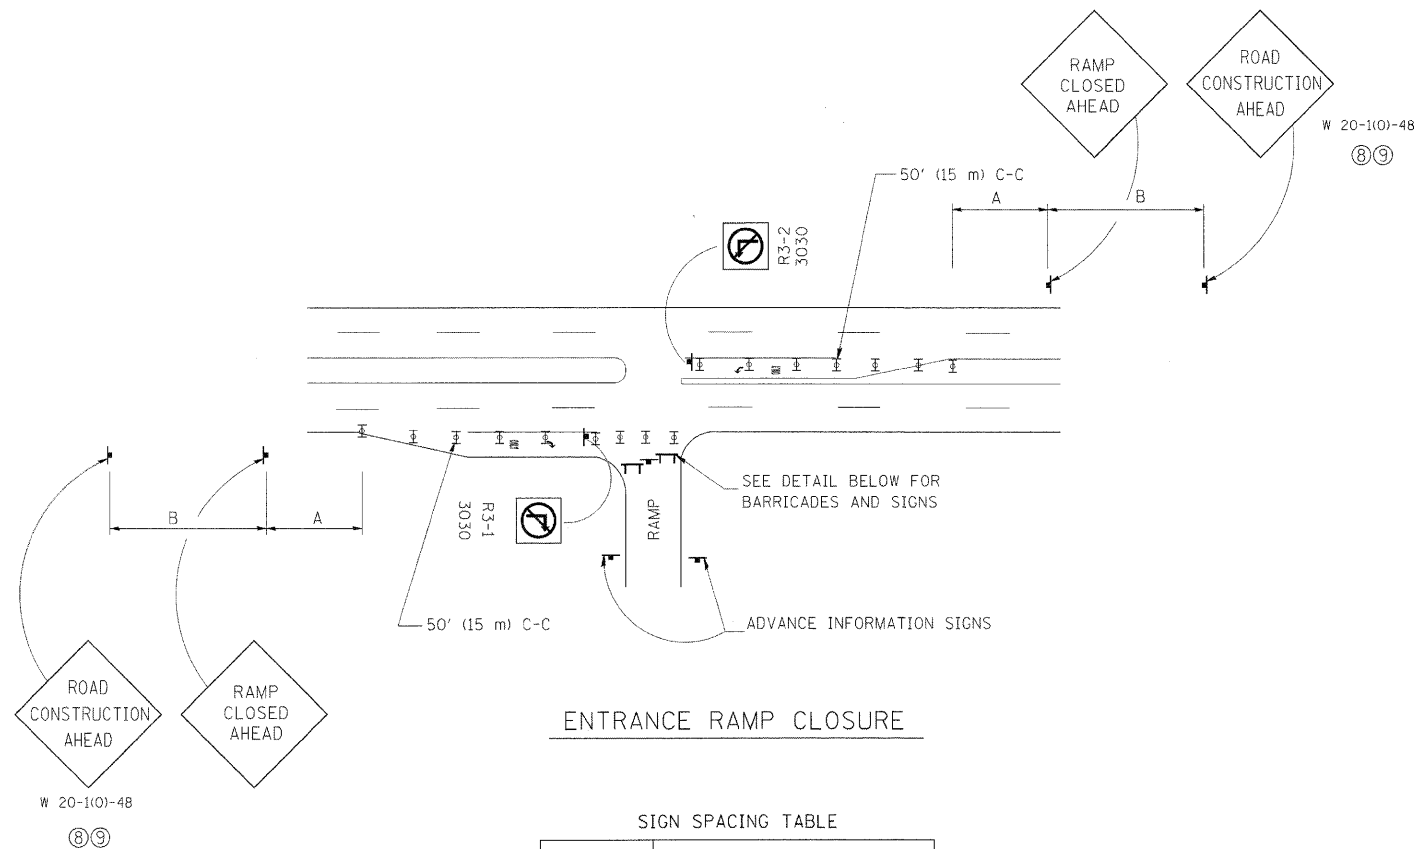 RAMP
CLOSED
AHEAD
ROAD
CONSTRUCTION
AHEAD
W 20-1(O)-48
⑧⑨
50' (15 m) C-C
A
B
R3-2
3030
SEE DETAIL BELOW FOR
BARRICADES AND SIGNS
B
A
R3-1
3030
RAMP
50' (15 m) C-C
ADVANCE INFORMATION SIGNS
ROAD
CONSTRUCTION
AHEAD
RAMP
CLOSED
AHEAD
W 20-1(O)-48
⑧⑨
ENTRANCE RAMP CLOSURE
SIGN SPACING TABLE